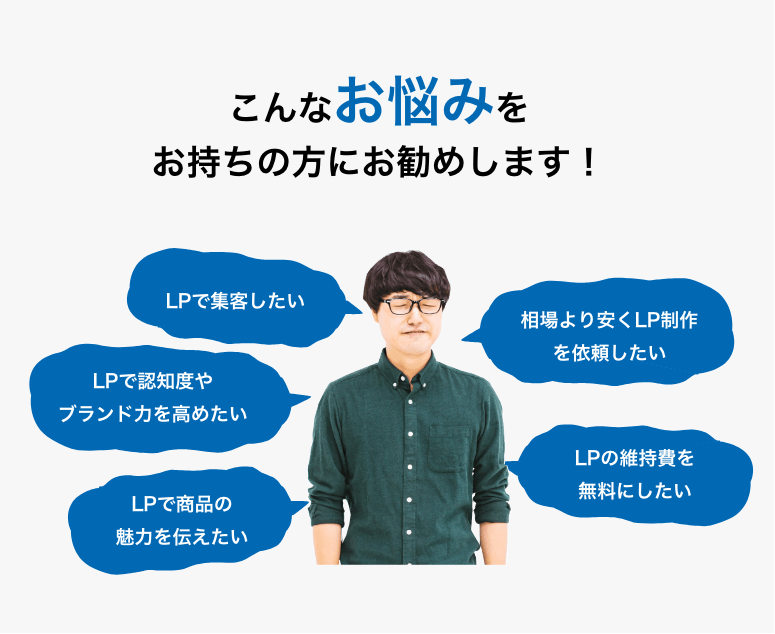 こんなお悩みを
お持ちの方にお勧めします！
LPで集客したい
LPで認知度や
ブランド力を高めたい
LPで商品の
魅力を伝えたい
相場より安くLP制作
を依頼したい
LPの維持費を
無料にしたい